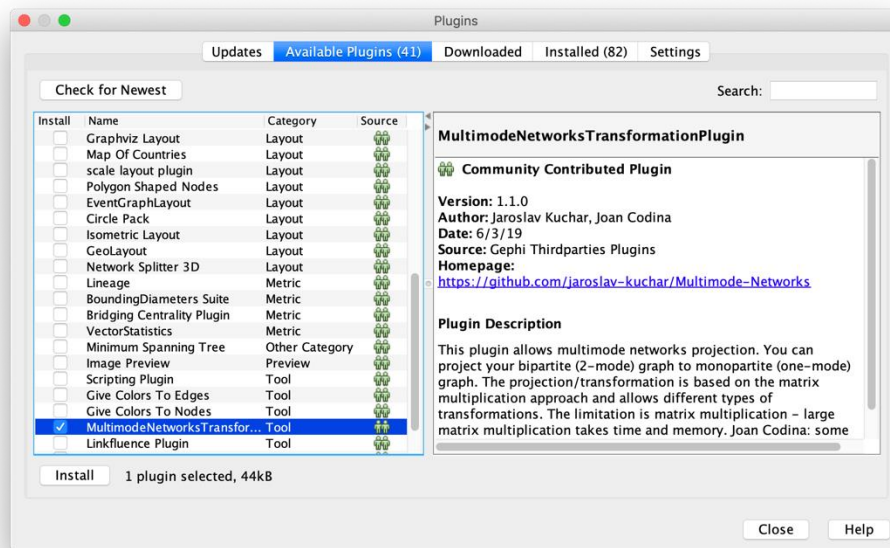 Plugins
Updates Available Plugins (41) Downloaded Installed (82) Settings
Check for Newest Search:
Install Name Category Source
Graphviz Layout Layout
Map Of Countries Layout
scale layout plugin Layout
Polygon Shaped Nodes Layout
EventGraphLayout Layout
Circle Pack Layout
Isometric Layout Layout
GeoLayout Layout
Network Splitter 3D Layout
Lineage Metric
BoundingDiameters Suite Metric
Bridging Centrality Plugin Metric
VectorStatistics Metric
Minimum Spanning Tree Other Category
Image Preview Preview
Scripting Plugin Tool
Give Colors To Edges Tool
Give Colors To Nodes Tool
MultimodeNetworksTransfor... Tool
Linkfluence Plugin Tool
MultimodeNetworksTransformationPlugin
Community Contributed Plugin
Version: 1.1.0
Author: Jaroslav Kuchar, Joan Codina
Date: 6/3/19
Source: Gephi Thirdparties Plugins
Homepage:
https://github.com/jaroslav-kuchar/Multimode-Networks
Plugin Description
This plugin allows multimode networks projection. You can
project your bipartite (2-mode) graph to monopartite (one-mode)
graph. The projection/transformation is based on the matrix
multiplication approach and allows different types of
transformations. The limitation is matrix multiplication - large
matrix multiplication takes time and memory. Joan Codina: some
Install 1 plugin selected, 44kB
Close Help